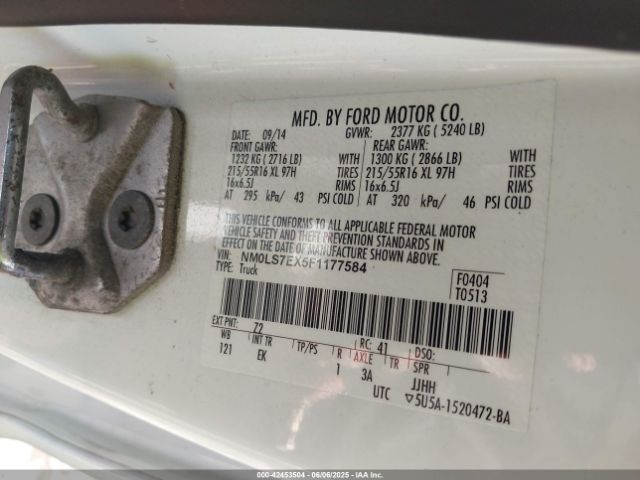 MFD. BY FORD MOTOR CO.
DATE: 09/14 GVWR: 2377 KG ( 5240 LB)
FRONT GAWR: REAR GAWR:
1232 KG ( 2716 LB) WITH 1300 KG ( 2866 LB) WITH
215/55R16 XL 97H TIRES 215/55R16 XL 97H TIRES
16x6.5J RIMS 16x6.5J RIMS
AT 295 kPa/ 43 PSI COLD AT 320 kPa/ 46 PSI COLD
THIS VEHICLE CONFORMS TO ALL APPLICABLE FEDERAL MOTOR
VEHICLE SAFETY AND THEFT PREVENTION STANDARDS IN
EFFECT ON THE DATE OF MANUFACTURE SHOWN ABOVE.
VIN: NM0LS7EX5F1177584 F0404
TYPE: Truck T0513
EXT PNT: Z2 RC: 41 DSO:
WB INT TR TP/PS R AXLE TR SPR
121 EK 1 3A JJHH
UTC ▽5U5A-1520472-BA
IAAI - 42453504 - 06/06/2025 - IAAI